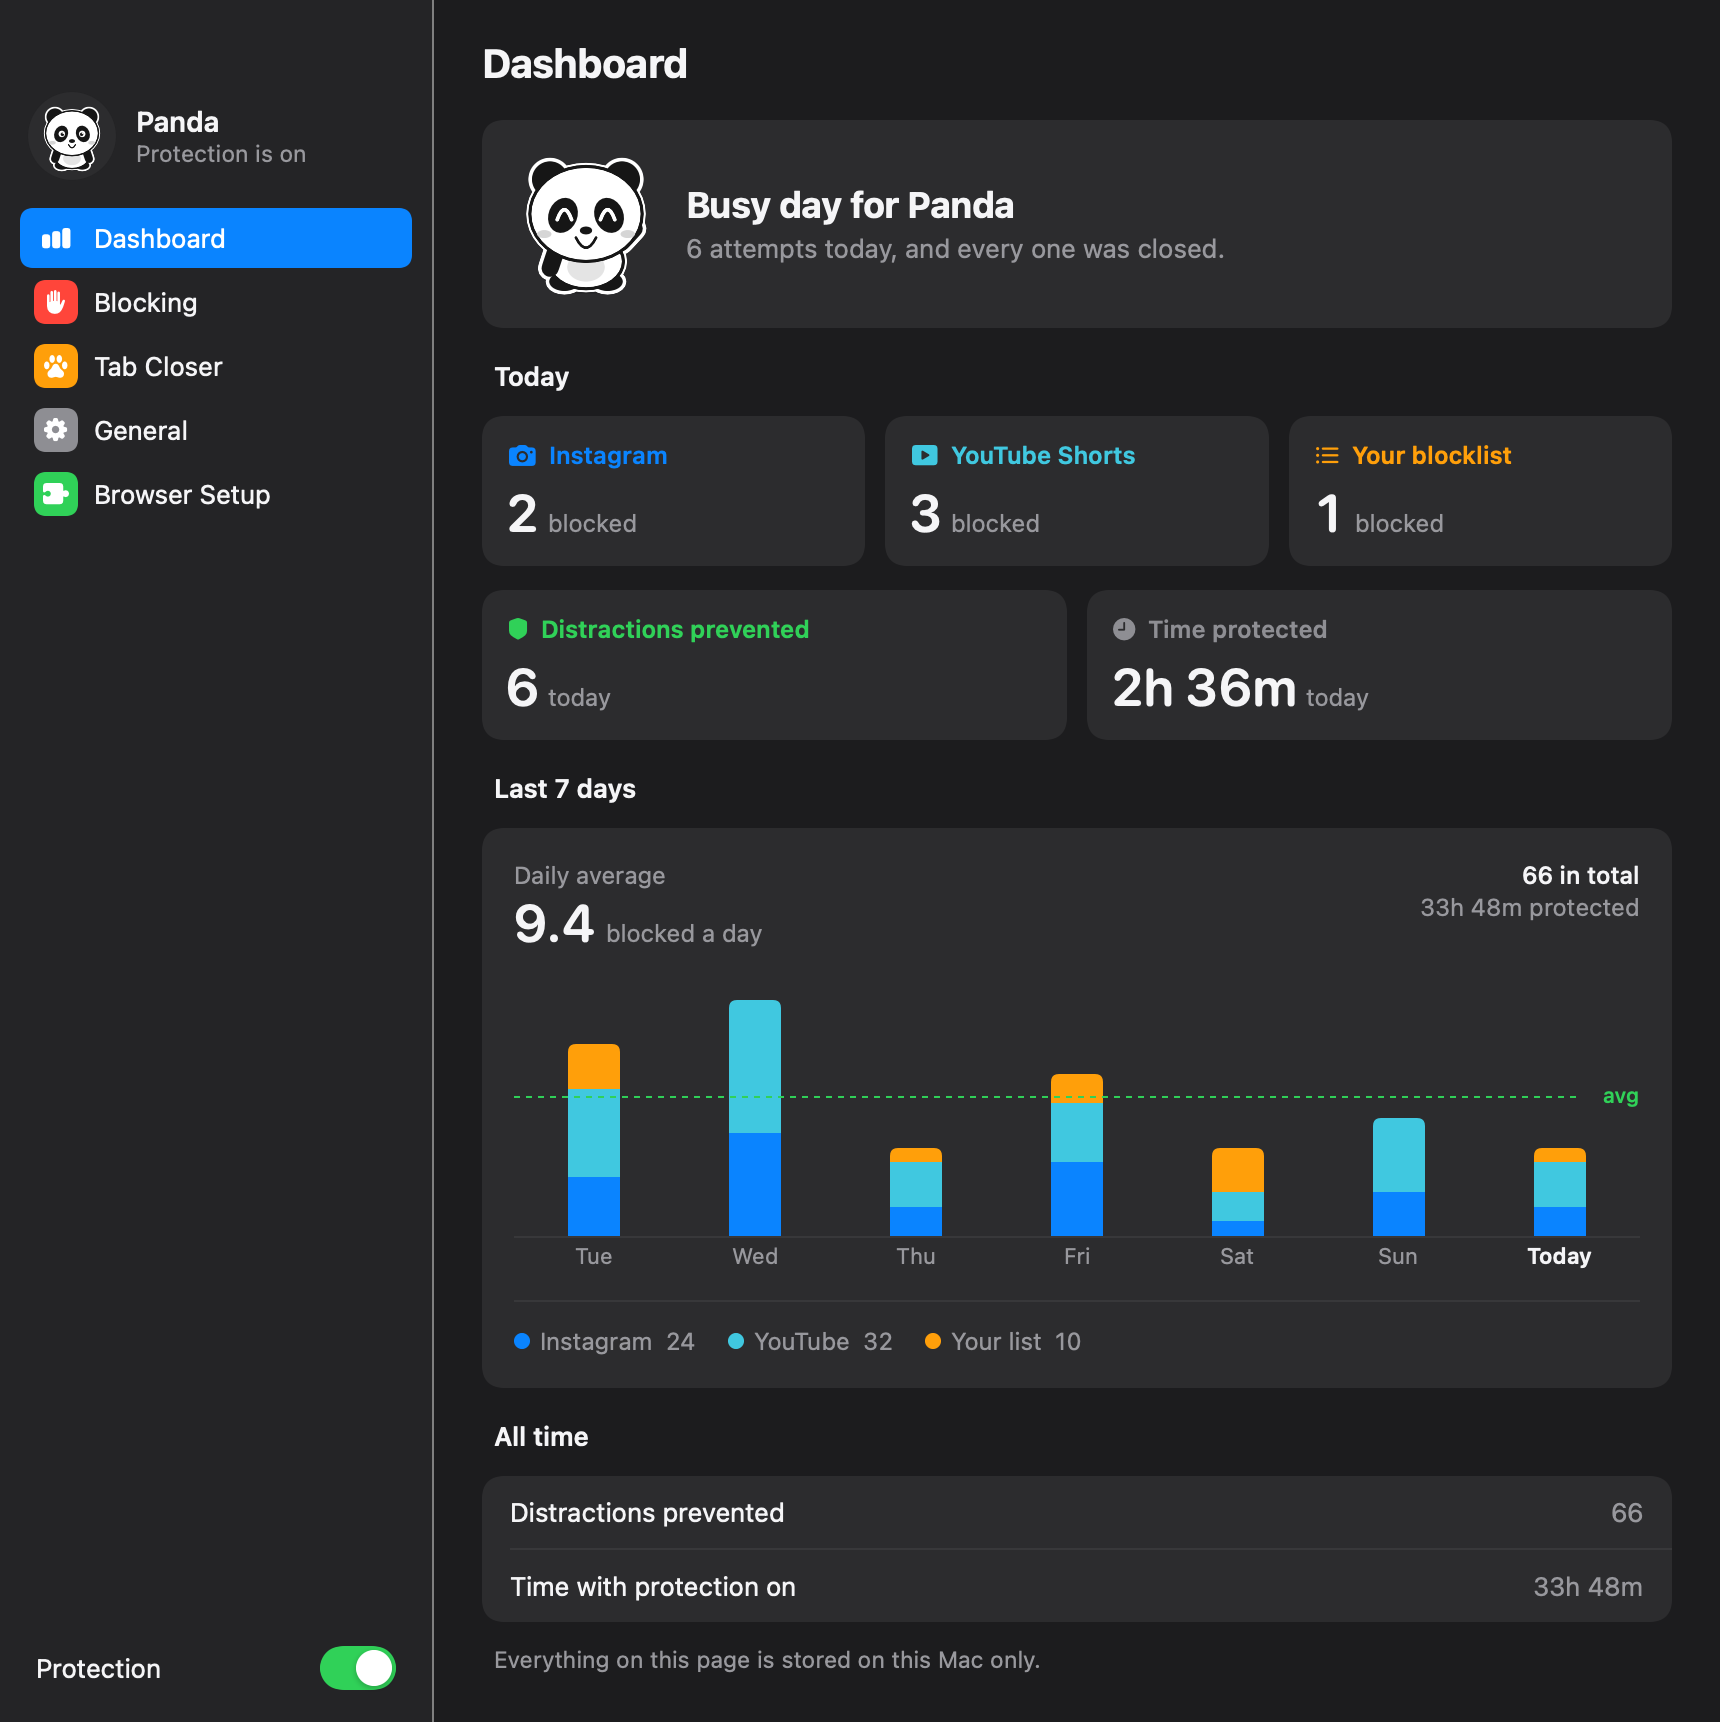 Panda
Protection is on
Dashboard
Blocking
Tab Closer
General
Browser Setup
Protection
Dashboard
Busy day for Panda
6 attempts today, and every one was closed.
Today
Instagram
2 blocked
YouTube Shorts
3 blocked
Your blocklist
1 blocked
Distractions prevented
6 today
Time protected
2h 36m today
Last 7 days
Daily average
9.4 blocked a day
66 in total
33h 48m protected
avg
Tue Wed Thu Fri Sat Sun Today
Instagram 24 YouTube 32 Your list 10
All time
Distractions prevented 66
Time with protection on 33h 48m
Everything on this page is stored on this Mac only.